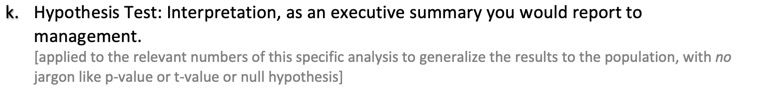 k. Hypothesis Test: Interpretation, as an executive summary you would report to
management.
[applied to the relevant numbers of this specific analysis to generalize the results to the population, with no
jargon like p-value or t-value or null hypothesis]